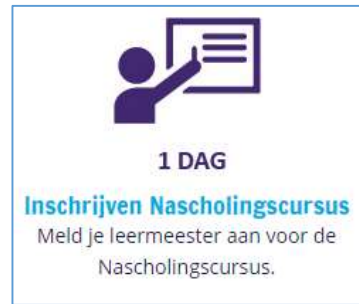 1 DAG
Inschrijven Nascholingscursus
Meld je leermeester aan voor de
Nascholingscursus.